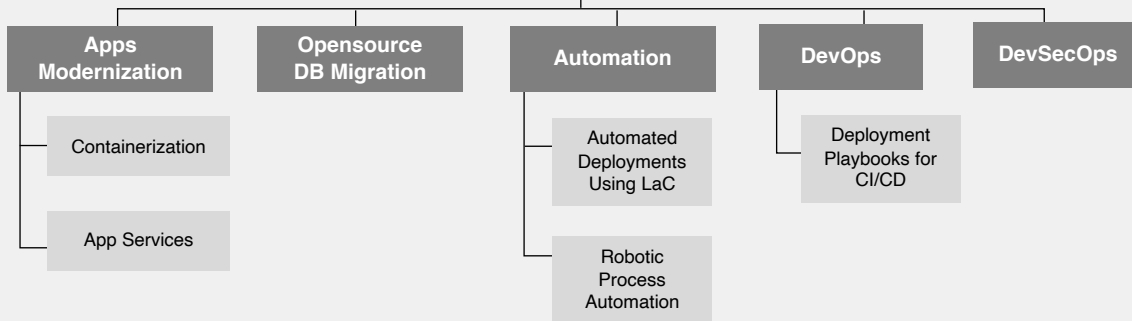 Apps
Modernization
Opensource
DB Migration
Automation
DevOps
DevSecOps
Containerization
App Services
Automated
Deployments
Using LaC
Robotic
Process
Automation
Deployment
Playbooks for
CI/CD